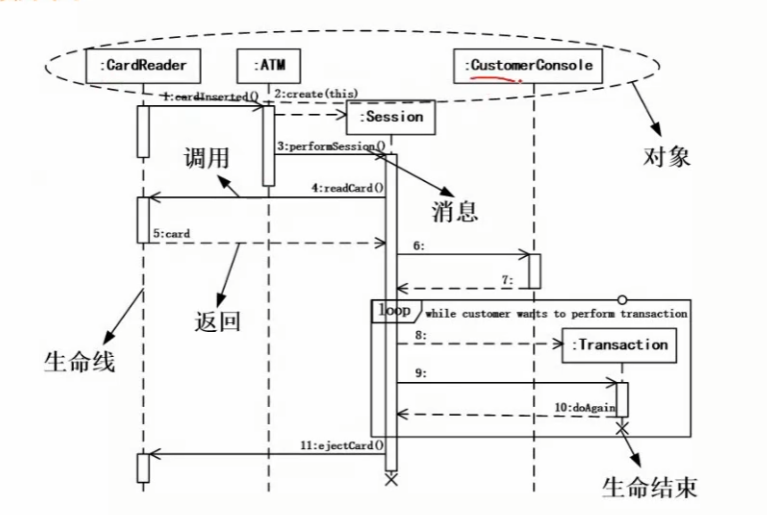 :CardReader
:ATM
:CustomerConsole
1:cardInserted()
2:create(this)
:Session
对象
3:performSession()
调用
4:readCard()
消息
5:card
6:
7:
返回
loop
while customer wants to perform transaction
生命线
8:
:Transaction
9:
10:doAgain
11:ejectCard()
生命结束